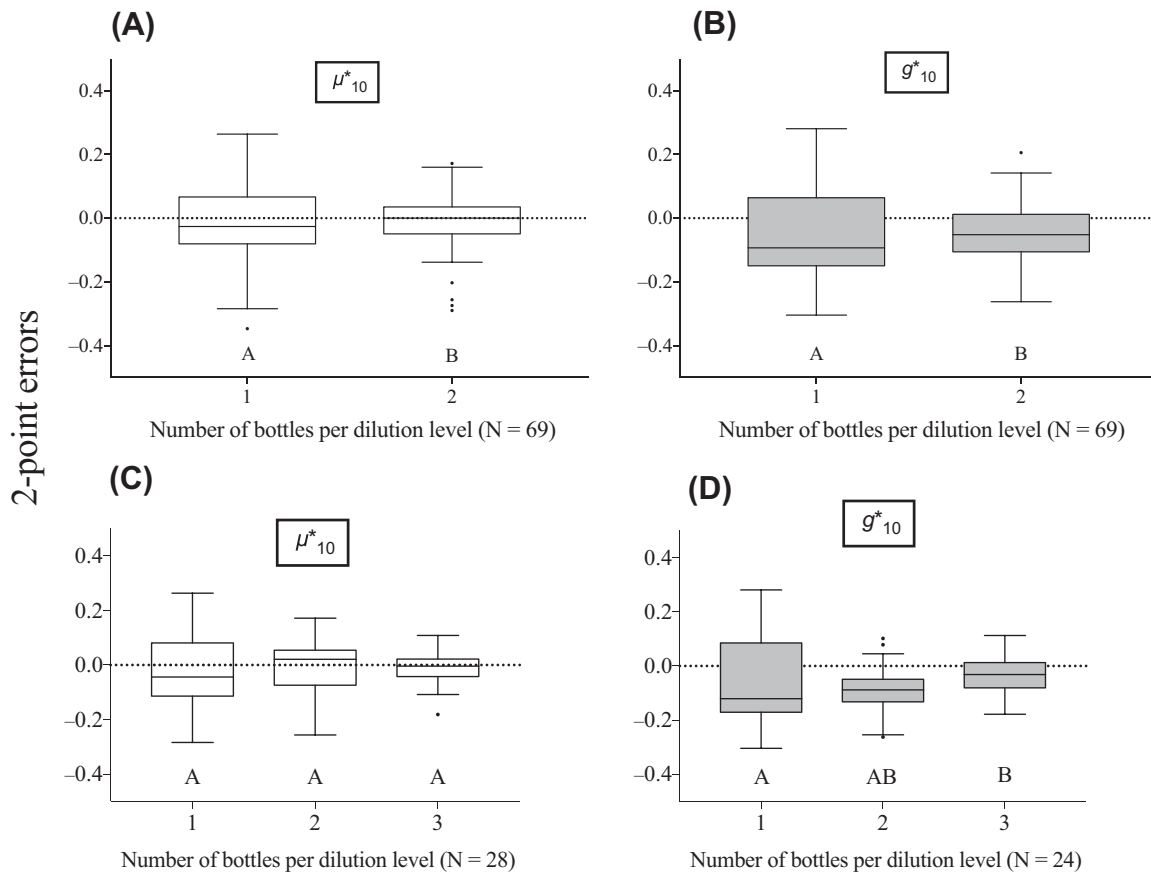 2-point errors
(A)
μ*10
0.4
0.2
0.0
–0.2
–0.4
A
B
1
2
Number of bottles per dilution level (N = 69)
(B)
g*10
0.4
0.2
0.0
–0.2
–0.4
A
B
1
2
Number of bottles per dilution level (N = 69)
(C)
μ*10
0.4
0.2
0.0
–0.2
–0.4
A
A
A
1
2
3
Number of bottles per dilution level (N = 28)
(D)
g*10
0.4
0.2
0.0
–0.2
–0.4
A
AB
B
1
2
3
Number of bottles per dilution level (N = 24)